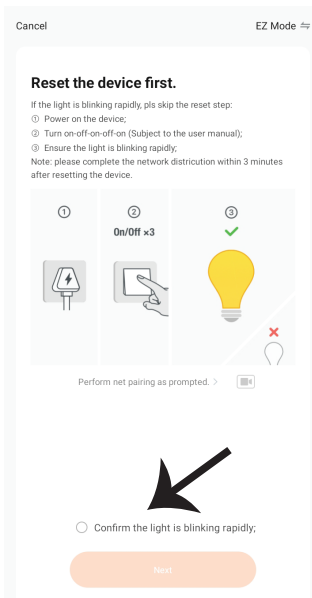 Cancel
EZ Mode
Reset the device first.
If the light is blinking rapidly, pls skip the reset step:
① Power on the device;
② Turn on-off-on-off-on (Subject to the user manual);
③ Ensure the light is blinking rapidly;
Note: please complete the network districution within 3 minutes
after resetting the device.
①
②
③
On/Off ×3
Perform net pairing as prompted. >
Confirm the light is blinking rapidly;
Next